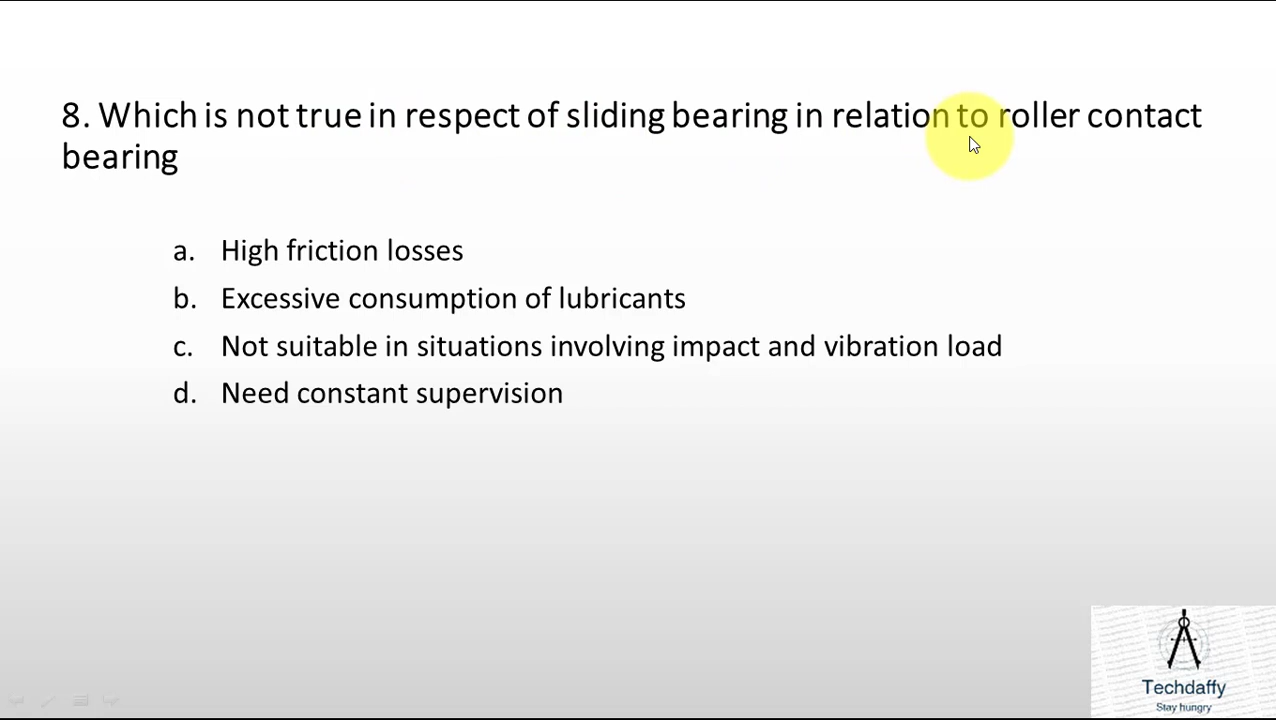 8. Which is not true in respect of sliding bearing in relation to roller contact
bearing
a. High friction losses
b. Excessive consumption of lubricants
c. Not suitable in situations involving impact and vibration load
d. Need constant supervision
Techdaffy
Stay hungry